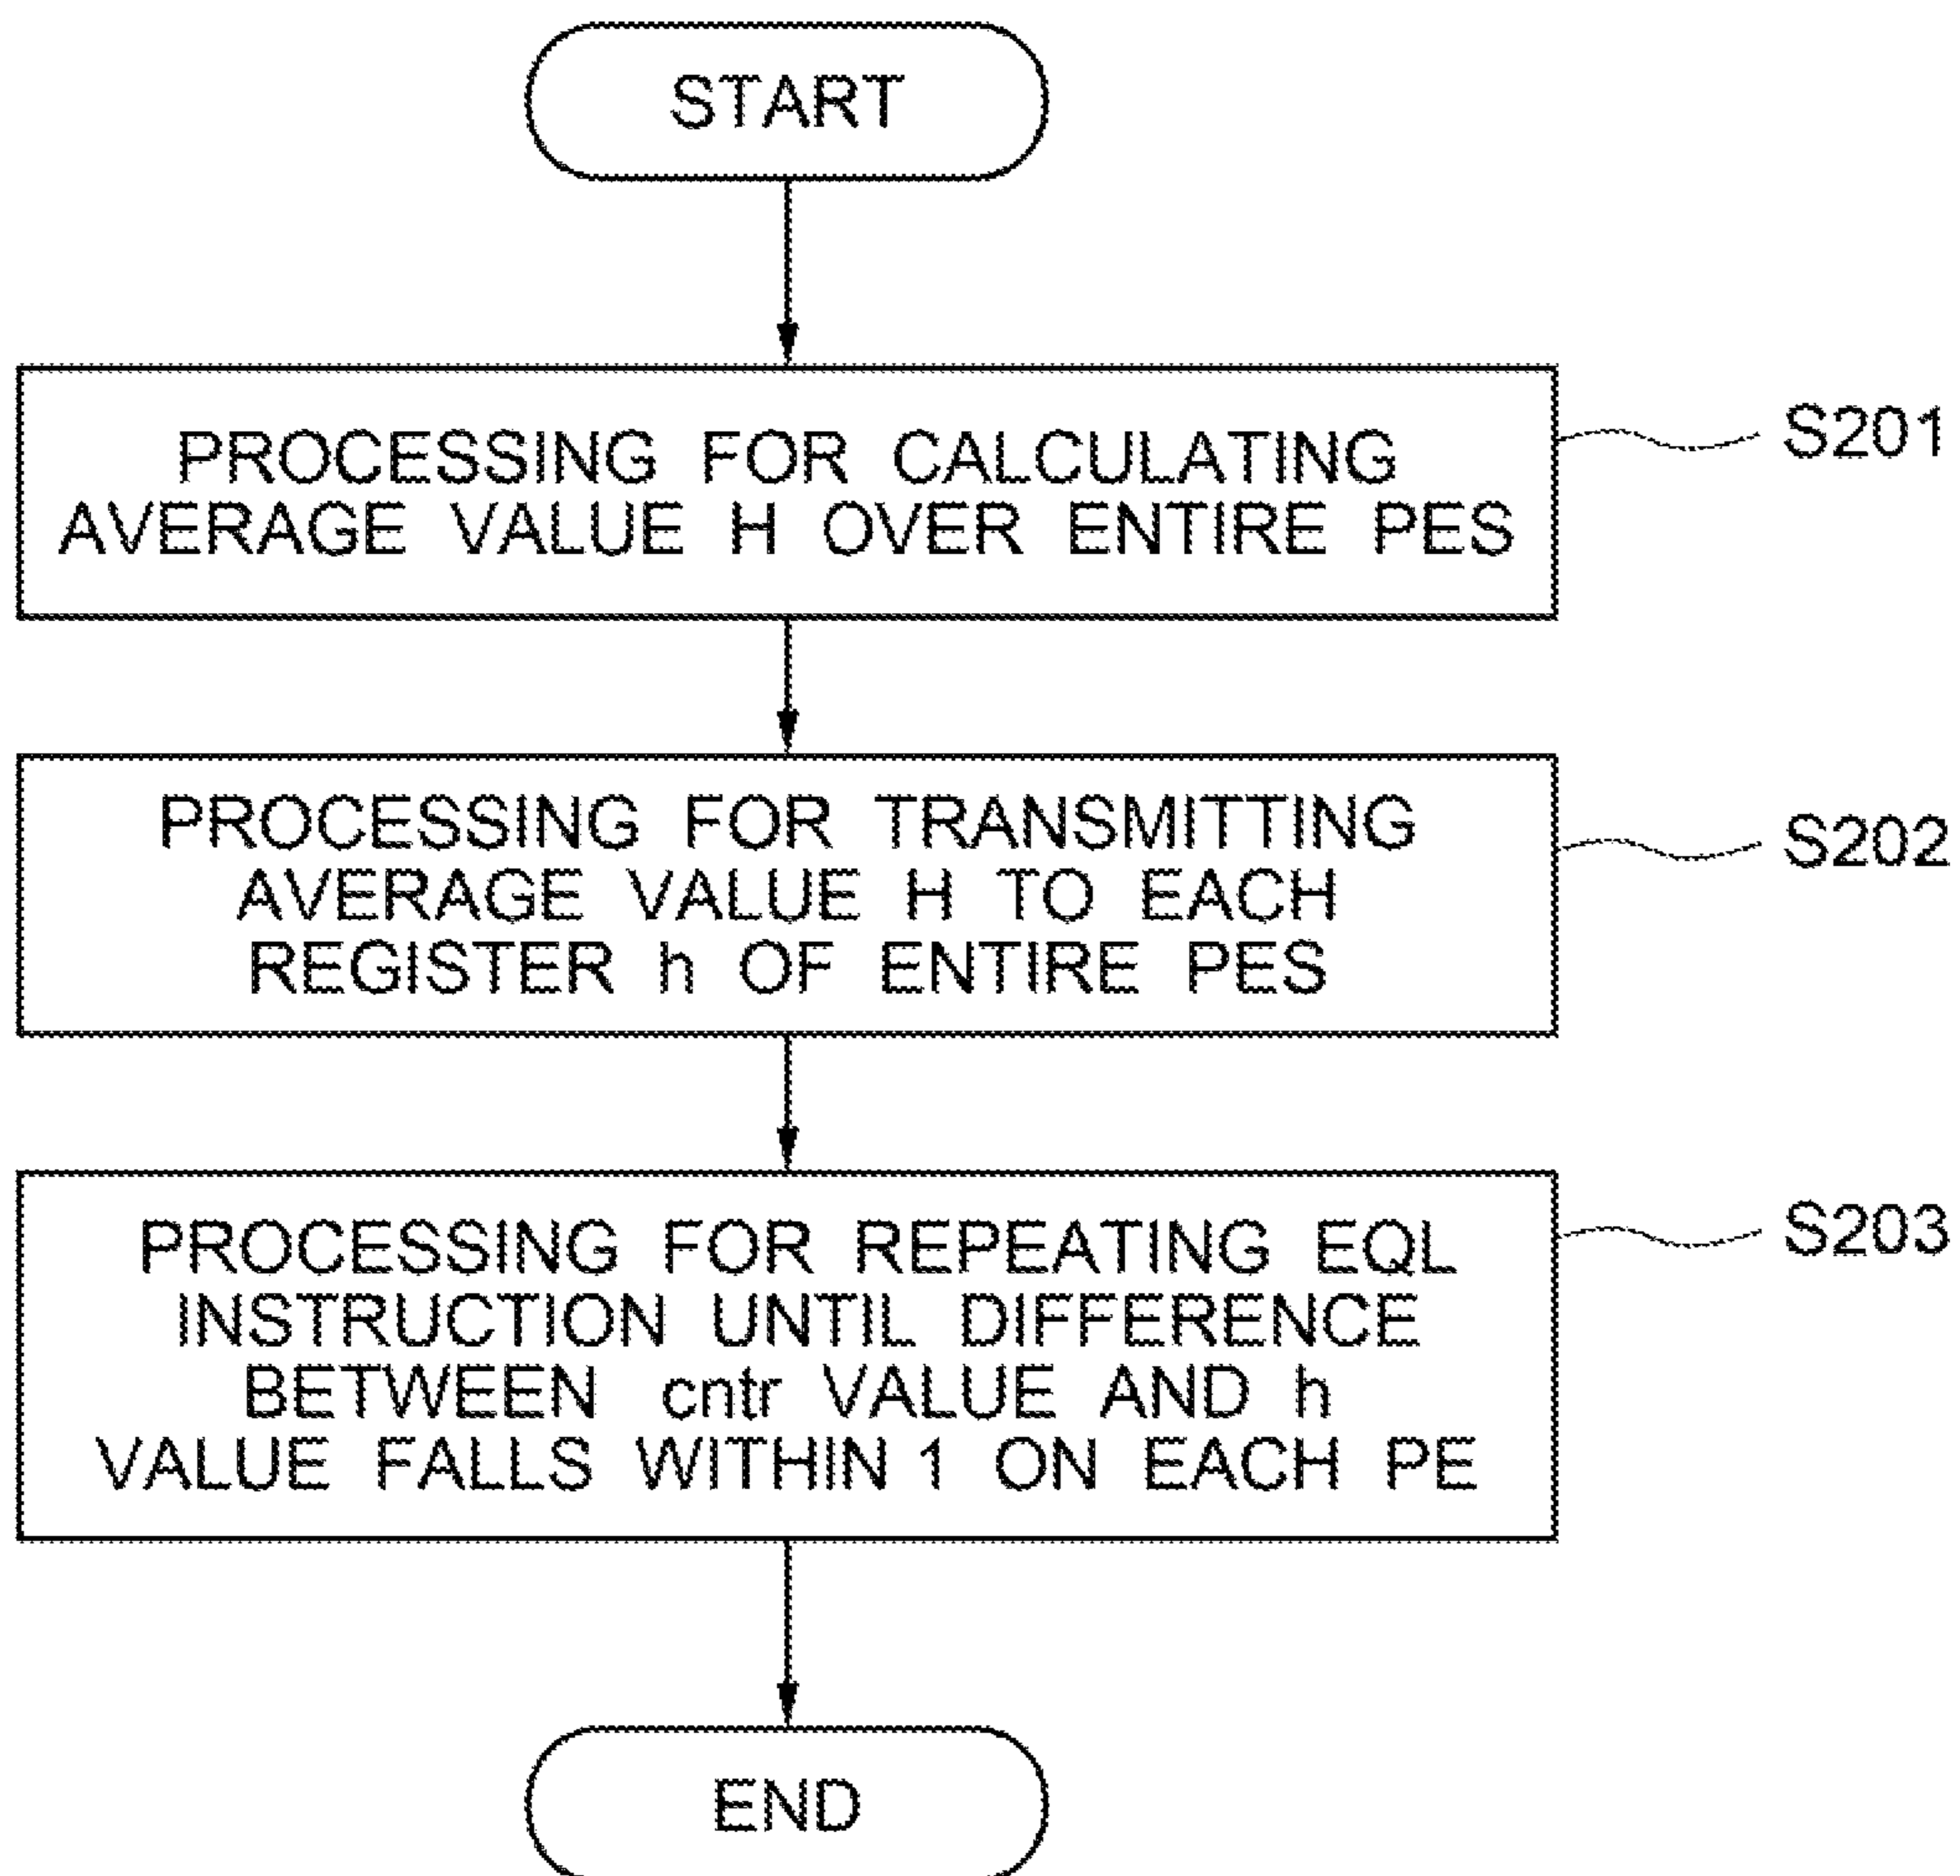 START
PROCESSING FOR CALCULATING
AVERAGE VALUE H OVER ENTIRE PES
S201
PROCESSING FOR TRANSMITTING
AVERAGE VALUE H TO EACH
REGISTER h OF ENTIRE PES
S202
PROCESSING FOR REPEATING EQL
INSTRUCTION UNTIL DIFFERENCE
BETWEEN cntr VALUE AND h
VALUE FALLS WITHIN 1 ON EACH PE
S203
END